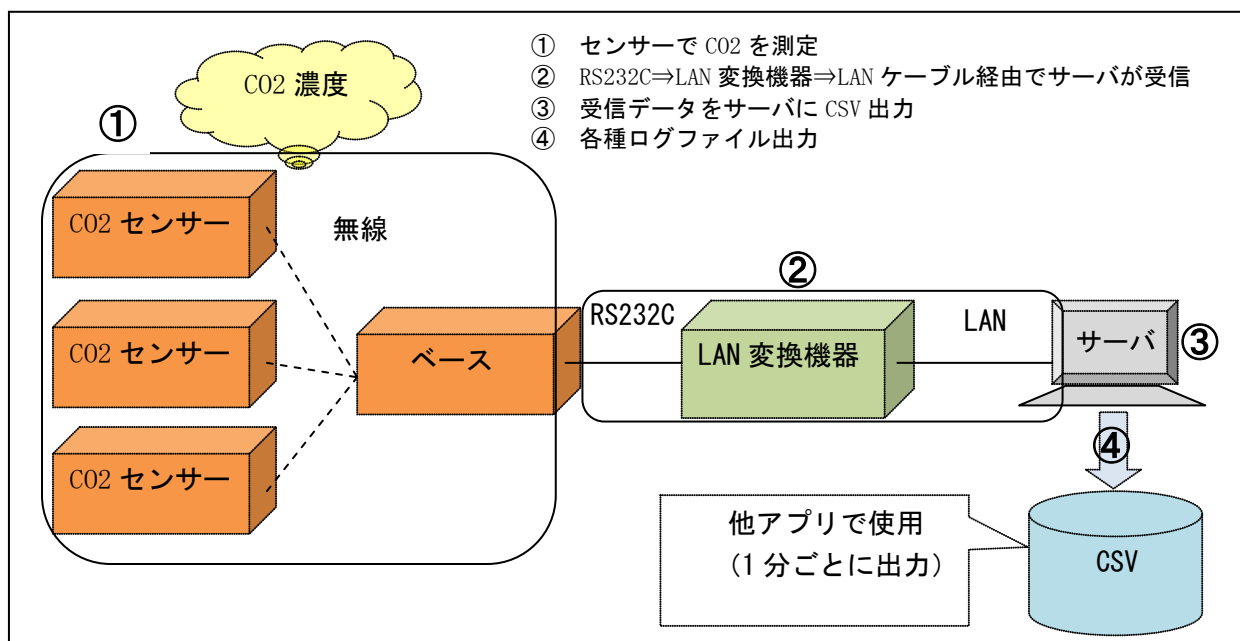 ① センサーで CO2 を測定
② RS232C⇒LAN 変換機器⇒LAN ケーブル経由でサーバが受信
③ 受信データをサーバに CSV 出力
④ 各種ログファイル出力
CO2 濃度
①
CO2 センサー
無線
CO2 センサー
CO2 センサー
ベース
②
RS232C
LAN
LAN 変換機器
サーバ
③
④
他アプリで使用
(1 分ごとに出力)
CSV